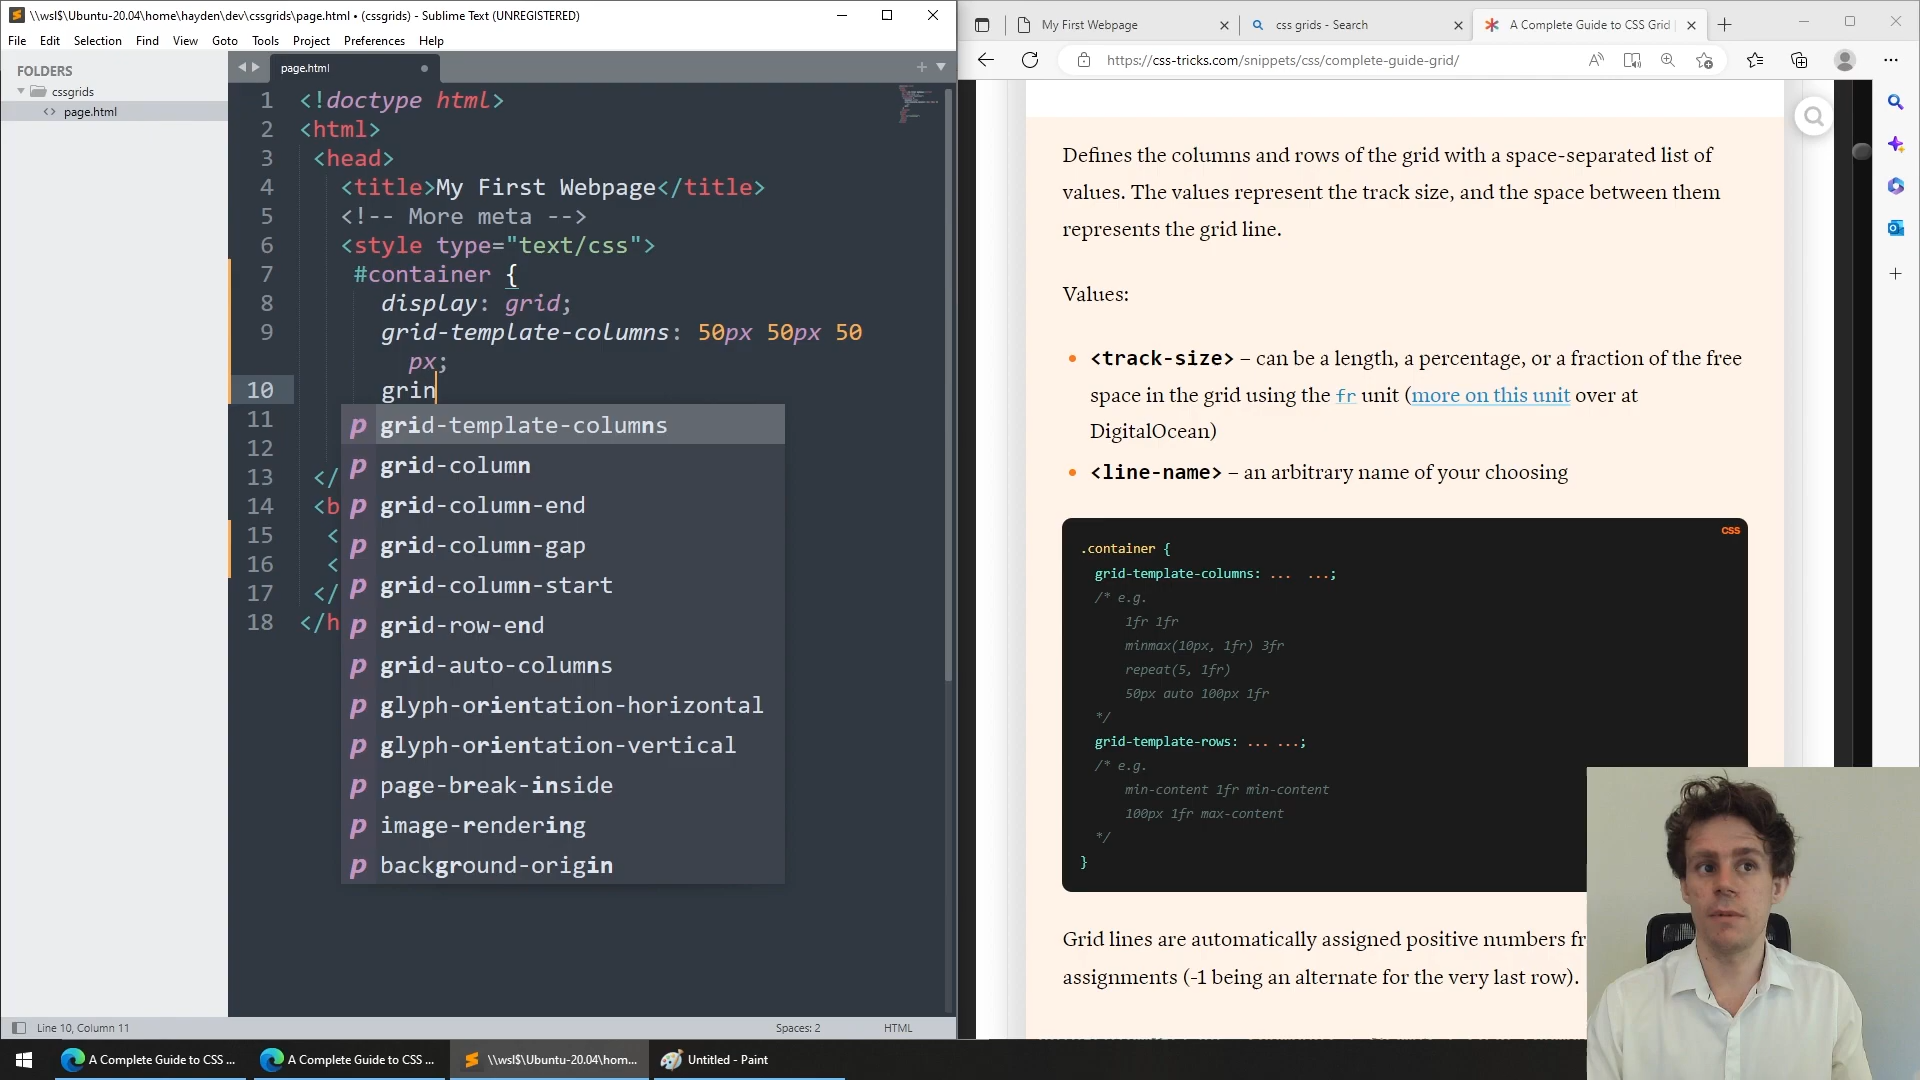 \\wsl$\Ubuntu-20.04\home\hayden\dev\cssgrids\page.html • (cssgrids) - Sublime Text (UNREGISTERED)
File Edit Selection Find View Goto Tools Project Preferences Help
FOLDERS
cssgrids
<> page.html
page.html
1 <!doctype html>
2 <html>
3 <head>
4 <title>My First Webpage</title>
5 <!-- More meta -->
6 <style type="text/css">
7 #container {
8 display: grid;
9 grid-template-columns: 50px 50px 50
px;
10 grin
11
12
13 </
14 <b
15 <
16 <
17 </
18 </h
p grid-template-columns
p grid-column
p grid-column-end
p grid-column-gap
p grid-column-start
p grid-row-end
p grid-auto-columns
p glyph-orientation-horizontal
p glyph-orientation-vertical
p page-break-inside
p image-rendering
p background-origin
Line 10, Column 11
Spaces: 2
HTML
My First Webpage
css grids - Search
A Complete Guide to CSS Grid
https://css-tricks.com/snippets/css/complete-guide-grid/
Defines the columns and rows of the grid with a space-separated list of
values. The values represent the track size, and the space between them
represents the grid line.
Values:
• <track-size> – can be a length, a percentage, or a fraction of the free
space in the grid using the fr unit (more on this unit over at
DigitalOcean)
• <line-name> – an arbitrary name of your choosing
CSS
.container {
grid-template-columns: ... ...;
/* e.g.
1fr 1fr
minmax(10px, 1fr) 3fr
repeat(5, 1fr)
50px auto 100px 1fr
*/
grid-template-rows: ... ...;
/* e.g.
min-content 1fr min-content
100px 1fr max-content
*/
}
Grid lines are automatically assigned positive numbers fr
assignments (-1 being an alternate for the very last row).
A Complete Guide to CSS ...
A Complete Guide to CSS ...
\\wsl$\Ubuntu-20.04\hom...
Untitled - Paint